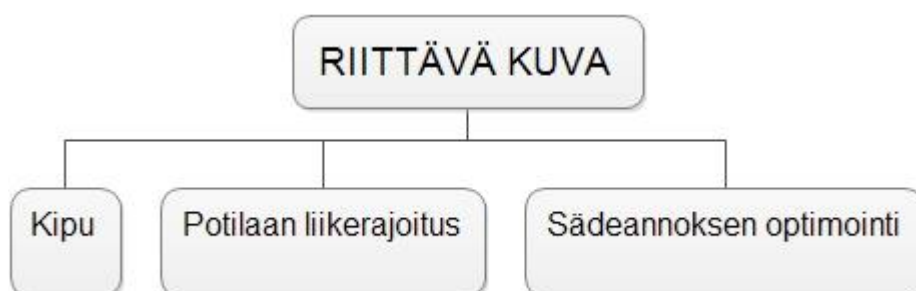 RIITTÄVÄ KUVA
Kipu
Potilaan liikerajoitus
Sädeannoksen optimointi